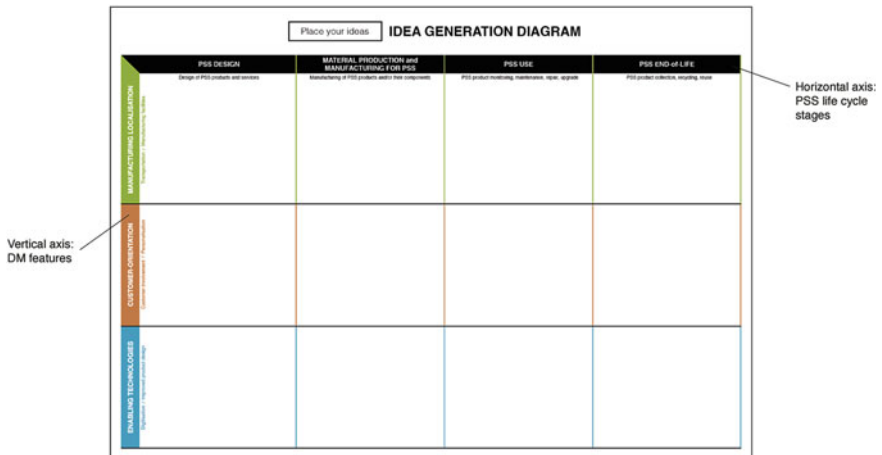 Place your ideas
IDEA GENERATION DIAGRAM
PSS DESIGN
MATERIAL PRODUCTION and
MANUFACTURING FOR PSS
PSS USE
PSS END-of-LIFE
Design of PSS products and services
Manufacturing of PSS products and/or their components
PSS product monitoring, maintenance, repair, upgrade
PSS product collection, recycling, reuse
Horizontal axis:
PSS life cycle
stages
MANUFACTURING LOCALISATION
Transportation & Manufacturing facilities
Vertical axis:
DM features
CUSTOMER-ORIENTATION
Customer involvement & Personalisation
ENABLING TECHNOLOGIES
Digitisation & improved product design